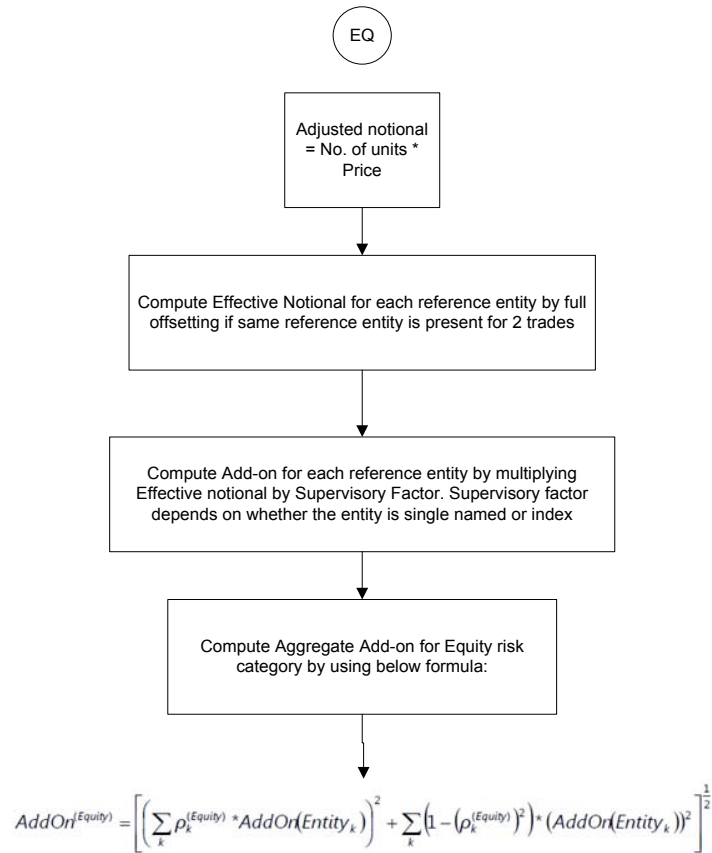 EQ
Adjusted notional
= No. of units *
Price
Compute Effective Notional for each reference entity by full
offsetting if same reference entity is present for 2 trades
Compute Add-on for each reference entity by multiplying
Effective notional by Supervisory Factor. Supervisory factor
depends on whether the entity is single named or index
Compute Aggregate Add-on for Equity risk
category by using below formula:
AddOn^{(Equity)} = [(∑_k ρ_k^{(Equity)} *AddOn(Entity_k))^2 + ∑_k (1 − (ρ_k^{(Equity)})^2) * (AddOn(Entity_k))^2]^{1/2}